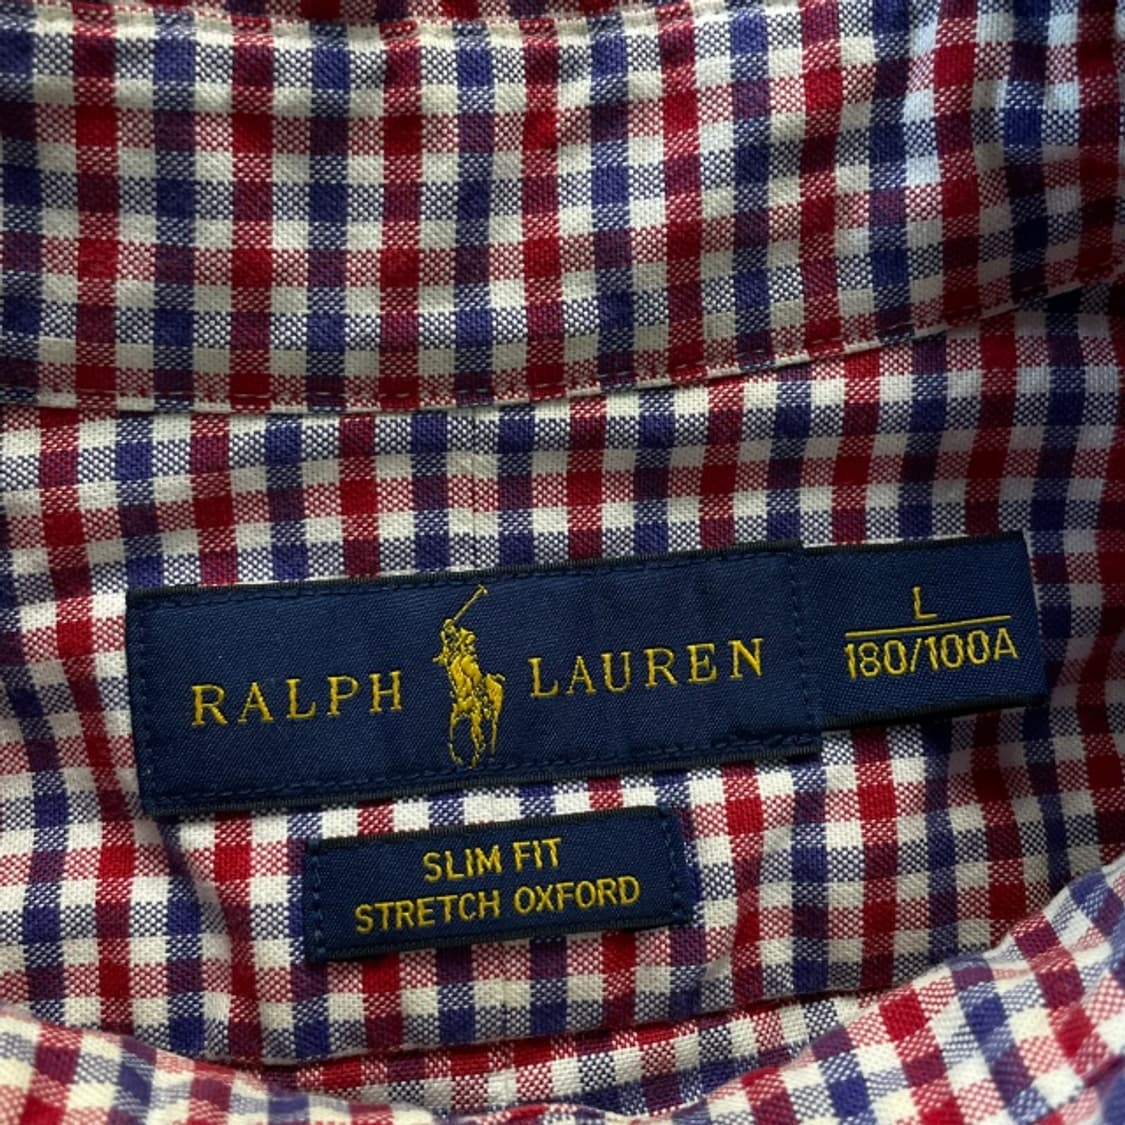 RALPH LAUREN
L
180/100A
SLIM FIT
STRETCH OXFORD